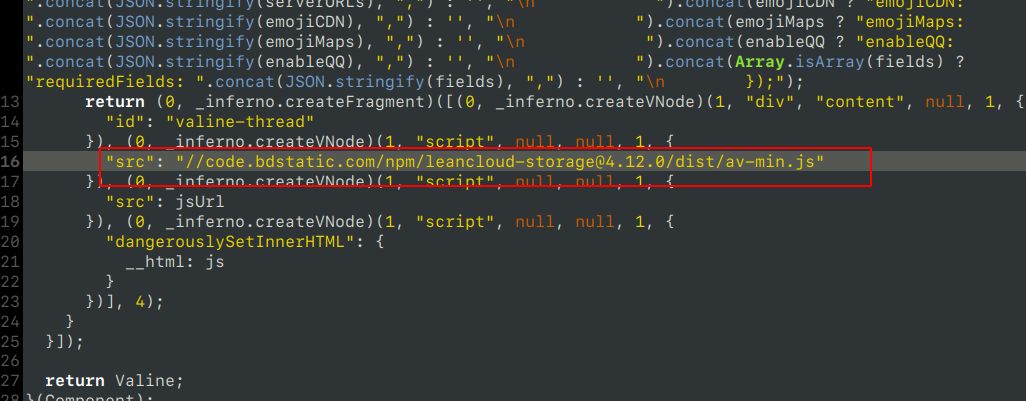 ".concat(JSON.stringify(serverURLs), ",") : '', "\n ").concat(emojiCDN ? "emojiCDN:
".concat(JSON.stringify(emojiCDN), ",") : '', "\n ").concat(emojiMaps ? "emojiMaps:
".concat(JSON.stringify(emojiMaps), ",") : '', "\n ").concat(enableQQ ? "enableQQ:
".concat(JSON.stringify(enableQQ), ",") : '', "\n ").concat(Array.isArray(fields) ?
"requiredFields: ".concat(JSON.stringify(fields), ",") : '', "\n });");
13 return (0, _inferno.createFragment)([(0, _inferno.createVNode)(1, "div", "content", null, 1, {
14 "id": "valine-thread"
15 }), (0, _inferno.createVNode)(1, "script", null, null, 1, {
16 "src": "//code.bdstatic.com/npm/leancloud-storage@4.12.0/dist/av-min.js"
17 }), (0, _inferno.createVNode)(1, "script", null, null, 1, {
18 "src": jsUrl
19 }), (0, _inferno.createVNode)(1, "script", null, null, 1, {
20 "dangerouslySetInnerHTML": {
21 __html: js
22 }
23 })], 4);
24 }
25 }]);
26
27 return Valine;
28 }(Component);